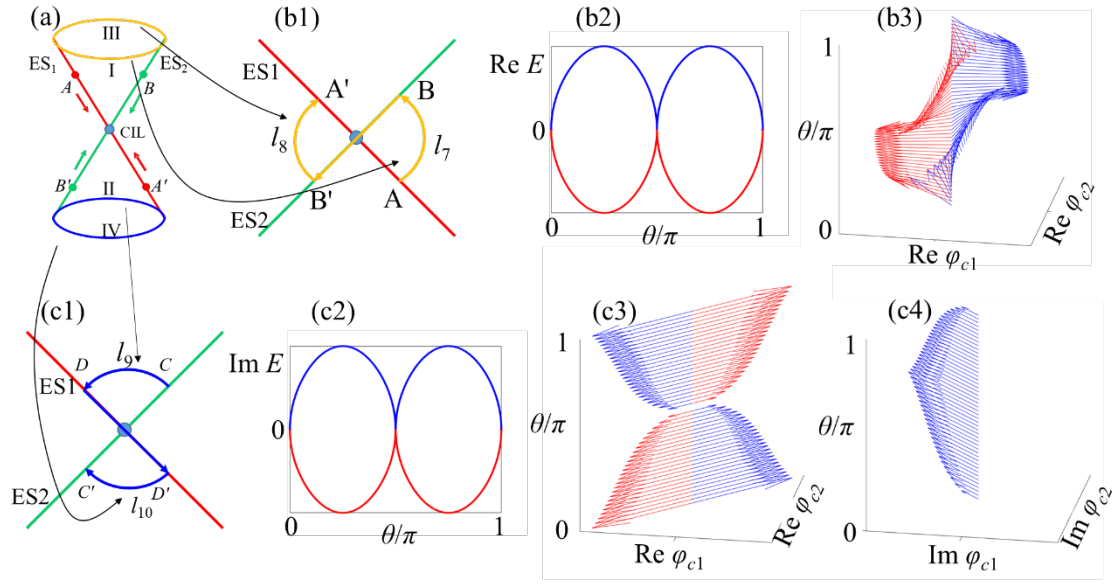 (a)
III
ES₁
I
ES₂
A
B
CIL
B'
II
A'
IV
(b1)
ES1
A'
B
l₈
l₇
B'
A
ES2
(b2)
Re E
0
0
θ/π
1
(b3)
1
θ/π
0
Re φc1
Re φc2
(c1)
D
l₉
C
ES1
ES2
C'
D'
l₁₀
(c2)
Im E
0
0
θ/π
1
(c3)
1
θ/π
0
Re φc1
Re φc2
(c4)
1
θ/π
0
Im φc1
Im φc2